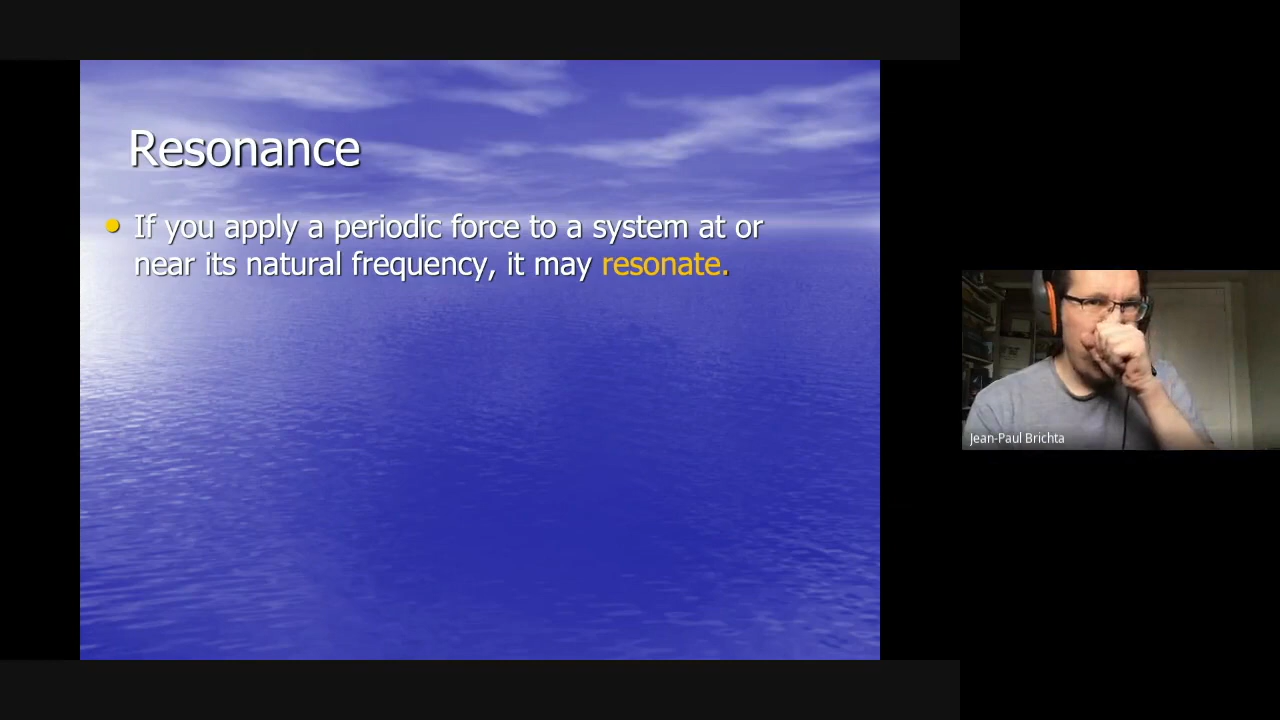 Resonance
If you apply a periodic force to a system at or
near its natural frequency, it may resonate.
Jean-Paul Brichta